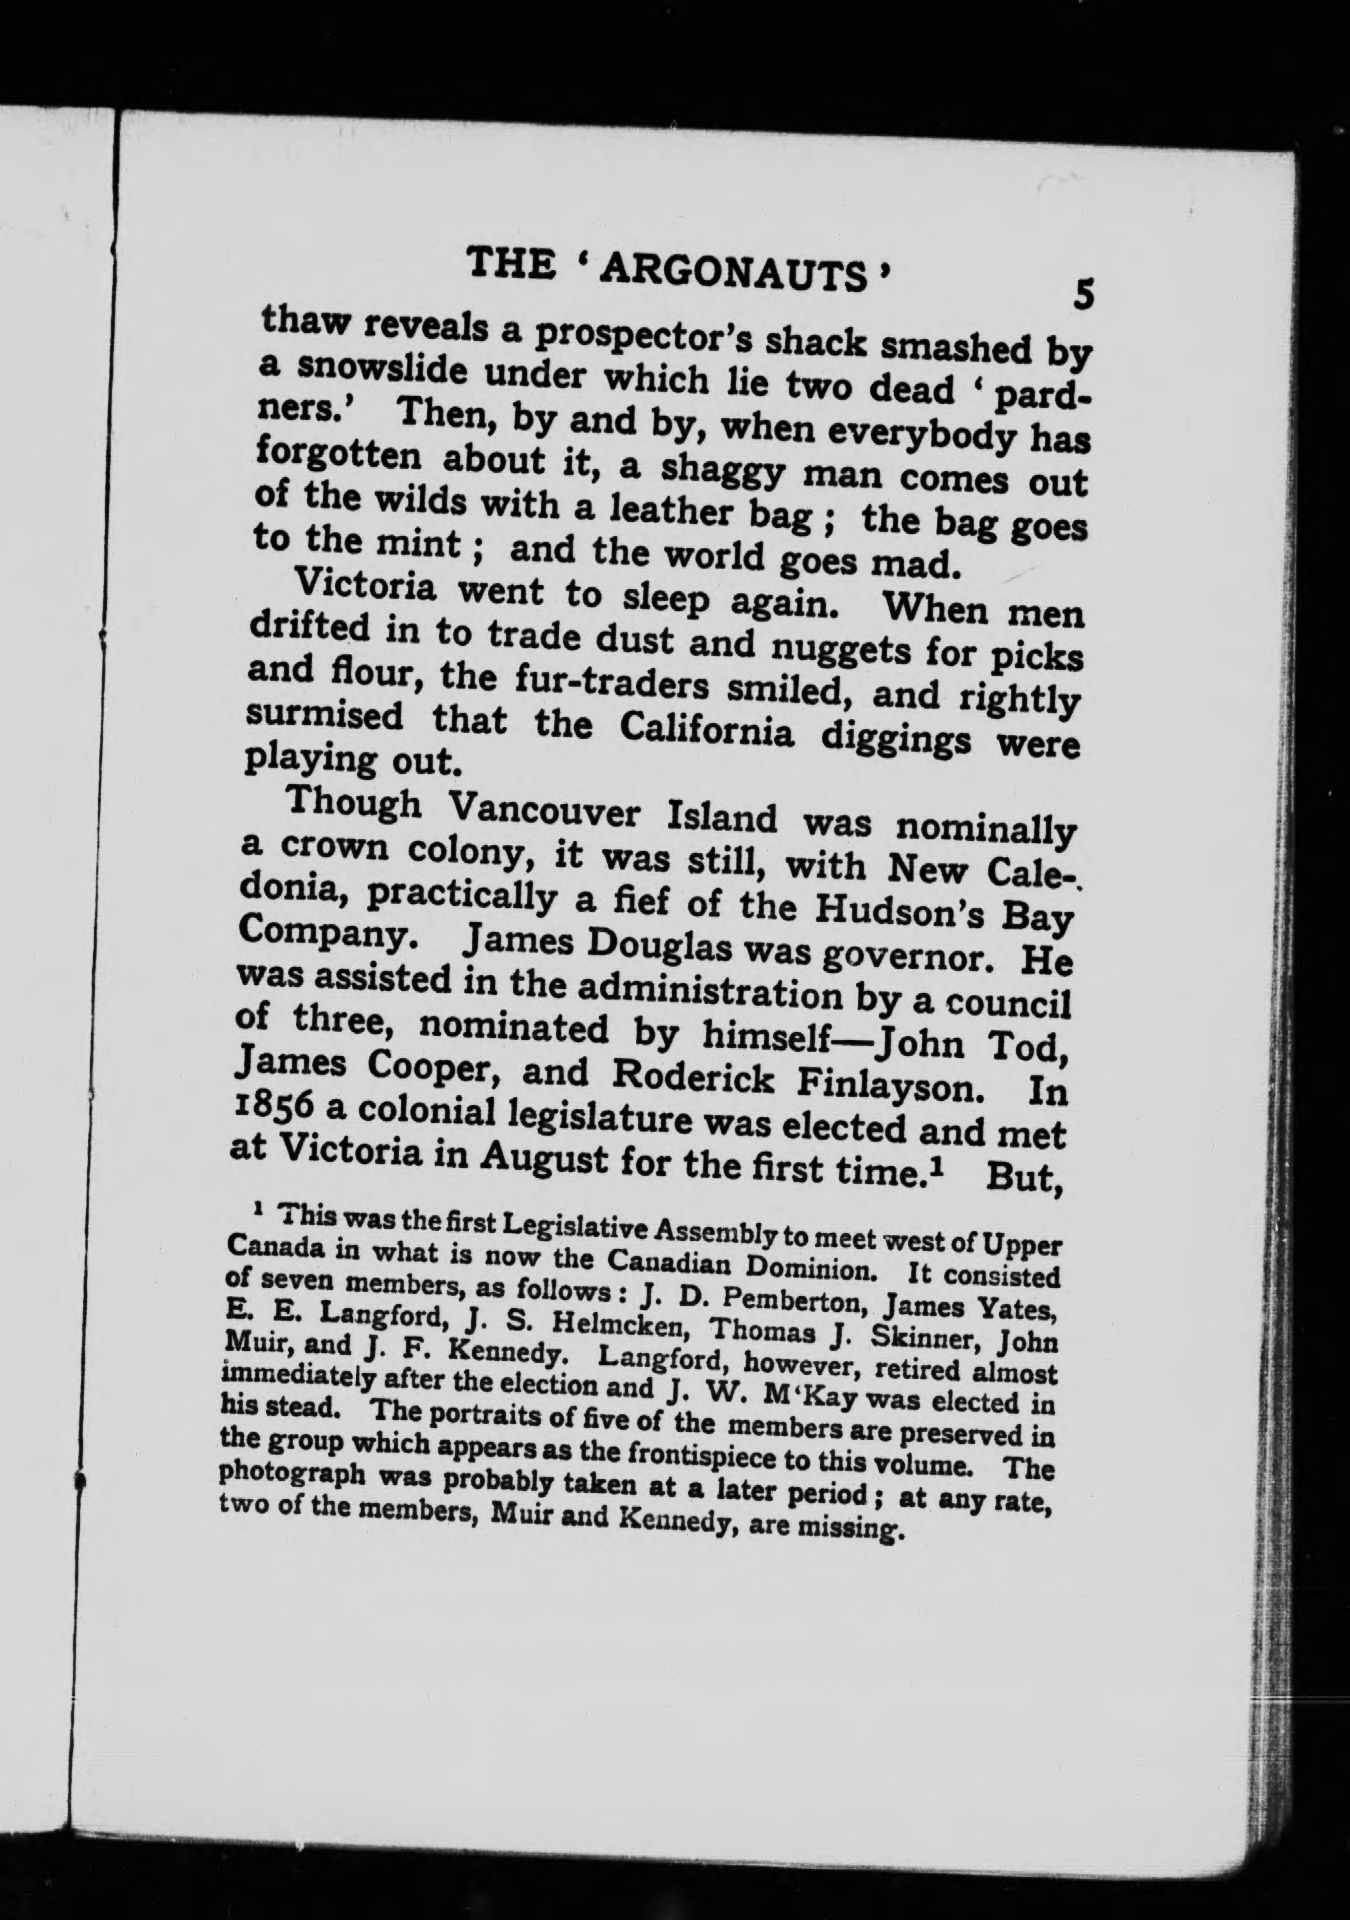 THE ‘ ARGONAUTS ’
5
thaw reveals a prospector’s shack smashed by
a snowslide under which lie two dead ‘ pard-
ners.’ Then, by and by, when everybody has
forgotten about it, a shaggy man comes out
of the wilds with a leather bag ; the bag goes
to the mint ; and the world goes mad.
Victoria went to sleep again. When men
drifted in to trade dust and nuggets for picks
and flour, the fur-traders smiled, and rightly
surmised that the California diggings were
playing out.
Though Vancouver Island was nominally
a crown colony, it was still, with New Cale-
donia, practically a fief of the Hudson’s Bay
Company. James Douglas was governor. He
was assisted in the administration by a council
of three, nominated by himself—John Tod,
James Cooper, and Roderick Finlayson. In
1856 a colonial legislature was elected and met
at Victoria in August for the first time.¹ But,
¹ This was the first Legislative Assembly to meet west of Upper
Canada in what is now the Canadian Dominion. It consisted
of seven members, as follows : J. D. Pemberton, James Yates,
E. E. Langford, J. S. Helmcken, Thomas J. Skinner, John
Muir, and J. F. Kennedy. Langford, however, retired almost
immediately after the election and J. W. M‘Kay was elected in
his stead. The portraits of five of the members are preserved in
the group which appears as the frontispiece to this volume. The
photograph was probably taken at a later period ; at any rate,
two of the members, Muir and Kennedy, are missing.